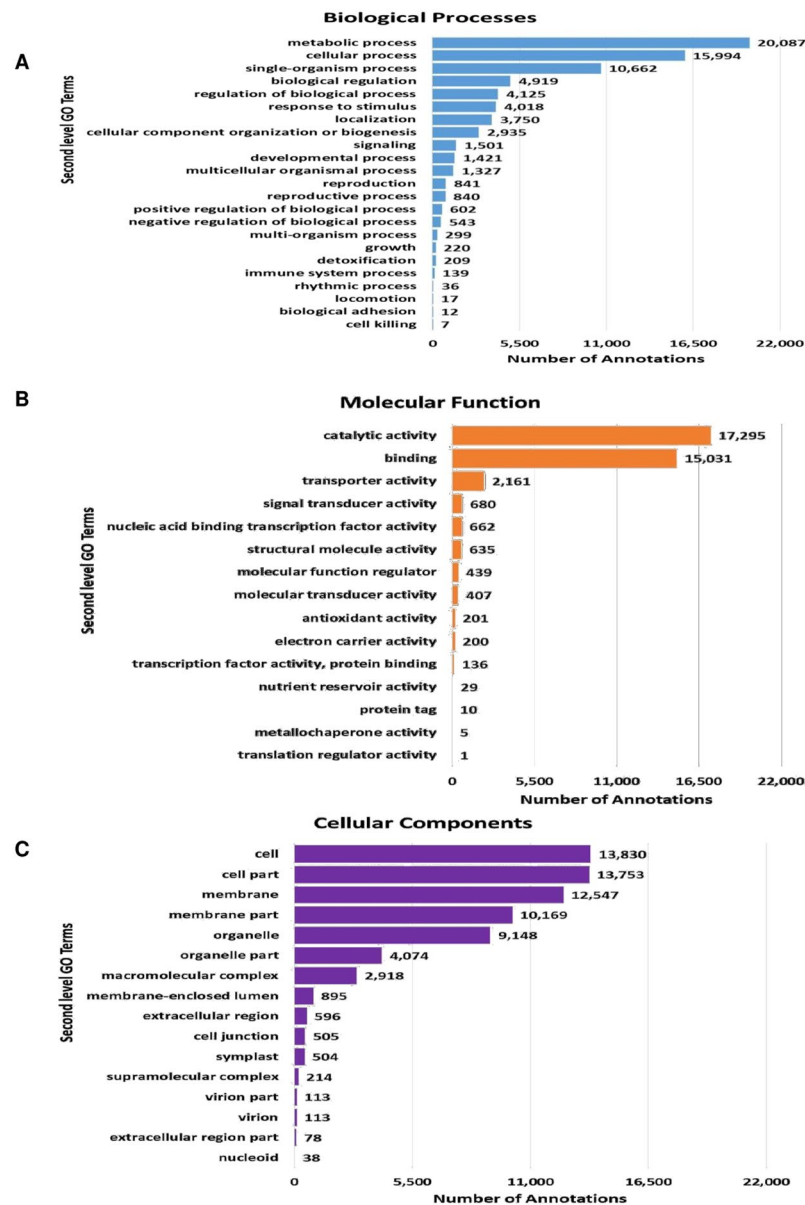 Biological Processes
A
Second level GO Terms
metabolic process 20,087
cellular process 15,994
single-organism process 10,662
biological regulation 4,919
regulation of biological process 4,125
response to stimulus 4,018
localization 3,750
cellular component organization or biogenesis 2,935
signaling 1,501
developmental process 1,421
multicellular organismal process 1,327
reproduction 841
reproductive process 840
positive regulation of biological process 602
negative regulation of biological process 543
multi-organism process 299
growth 220
detoxification 209
immune system process 139
rhythmic process 36
locomotion 17
biological adhesion 12
cell killing 7
0 5,500 11,000 16,500 22,000
Number of Annotations
B
Molecular Function
Second level GO Terms
catalytic activity 17,295
binding 15,031
transporter activity 2,161
signal transducer activity 680
nucleic acid binding transcription factor activity 662
structural molecule activity 635
molecular function regulator 439
molecular transducer activity 407
antioxidant activity 201
electron carrier activity 200
transcription factor activity, protein binding 136
nutrient reservoir activity 29
protein tag 10
metallochaperone activity 5
translation regulator activity 1
0 5,500 11,000 16,500 22,000
Number of Annotations
Cellular Components
C
Second level GO Terms
cell 13,830
cell part 13,753
membrane 12,547
membrane part 10,169
organelle 9,148
organelle part 4,074
macromolecular complex 2,918
membrane-enclosed lumen 895
extracellular region 596
cell junction 505
symplast 504
supramolecular complex 214
virion part 113
virion 113
extracellular region part 78
nucleoid 38
0 5,500 11,000 16,500 22,000
Number of Annotations